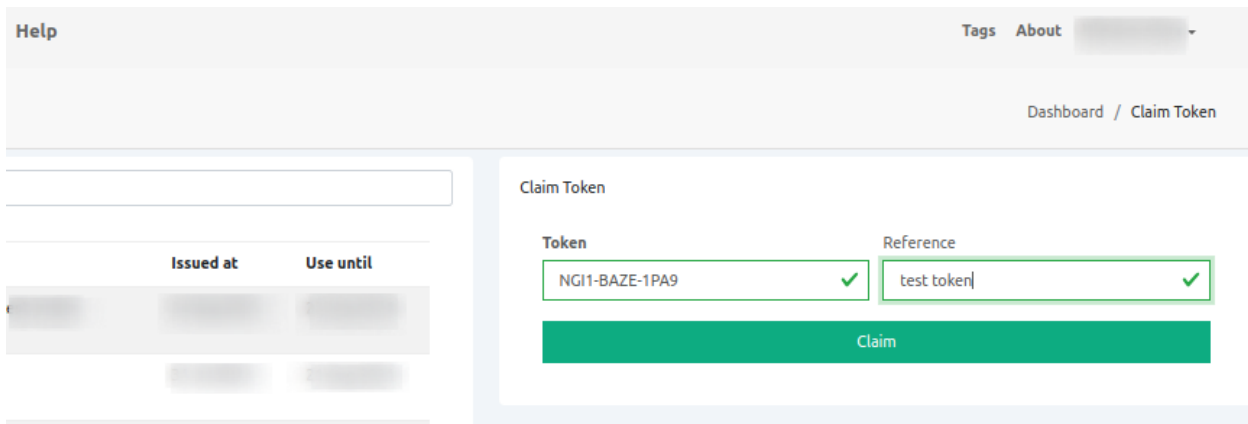 Help Tags About
Dashboard / Claim Token
Claim Token
Token Reference
Issued at Use until
NGI1-BAZE-1PA9 test token
Claim